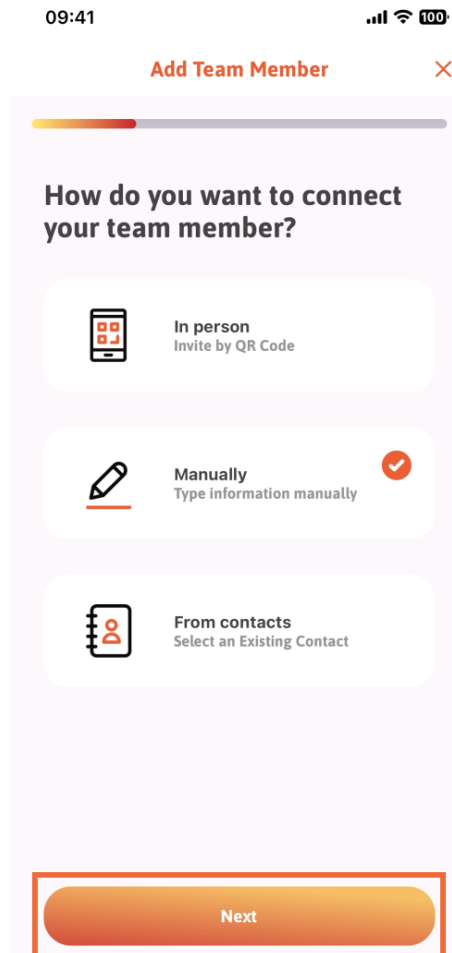 09:41
100
Add Team Member
How do you want to connect
your team member?
In person
Invite by QR Code
Manually
Type information manually
From contacts
Select an Existing Contact
Next